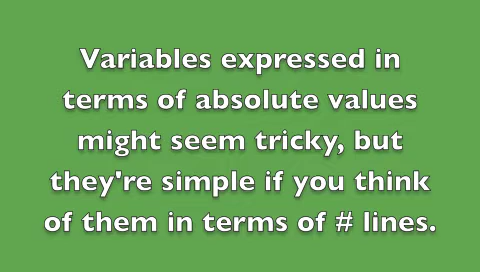 Variables expressed in
terms of absolute values
might seem tricky, but
they're simple if you think
of them in terms of # lines.